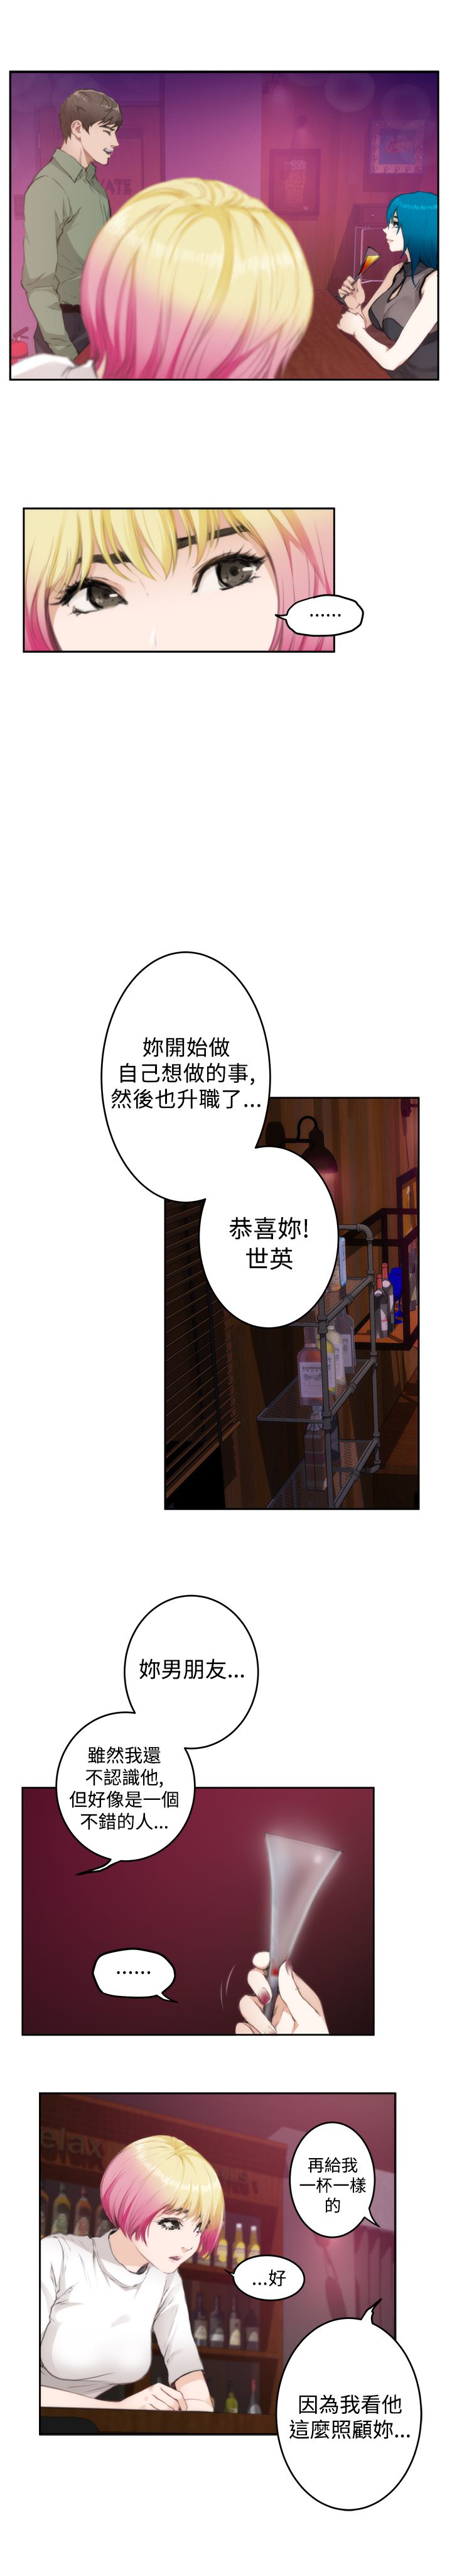 VATE
......
妳開始做
自己想做的事,
然後也升職了...
恭喜妳!
世英
妳男朋友...
雖然我還
不認識他,
但好像是一個
不錯的人...
......
elax
再給我
一杯一樣
的
...好
因為我看他
這麼照顧妳...